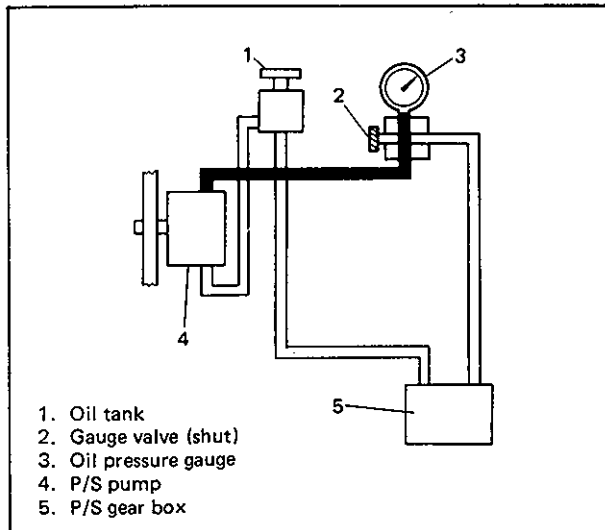 1
3
2
4
5
1. Oil tank
2. Gauge valve (shut)
3. Oil pressure gauge
4. P/S pump
5. P/S gear box